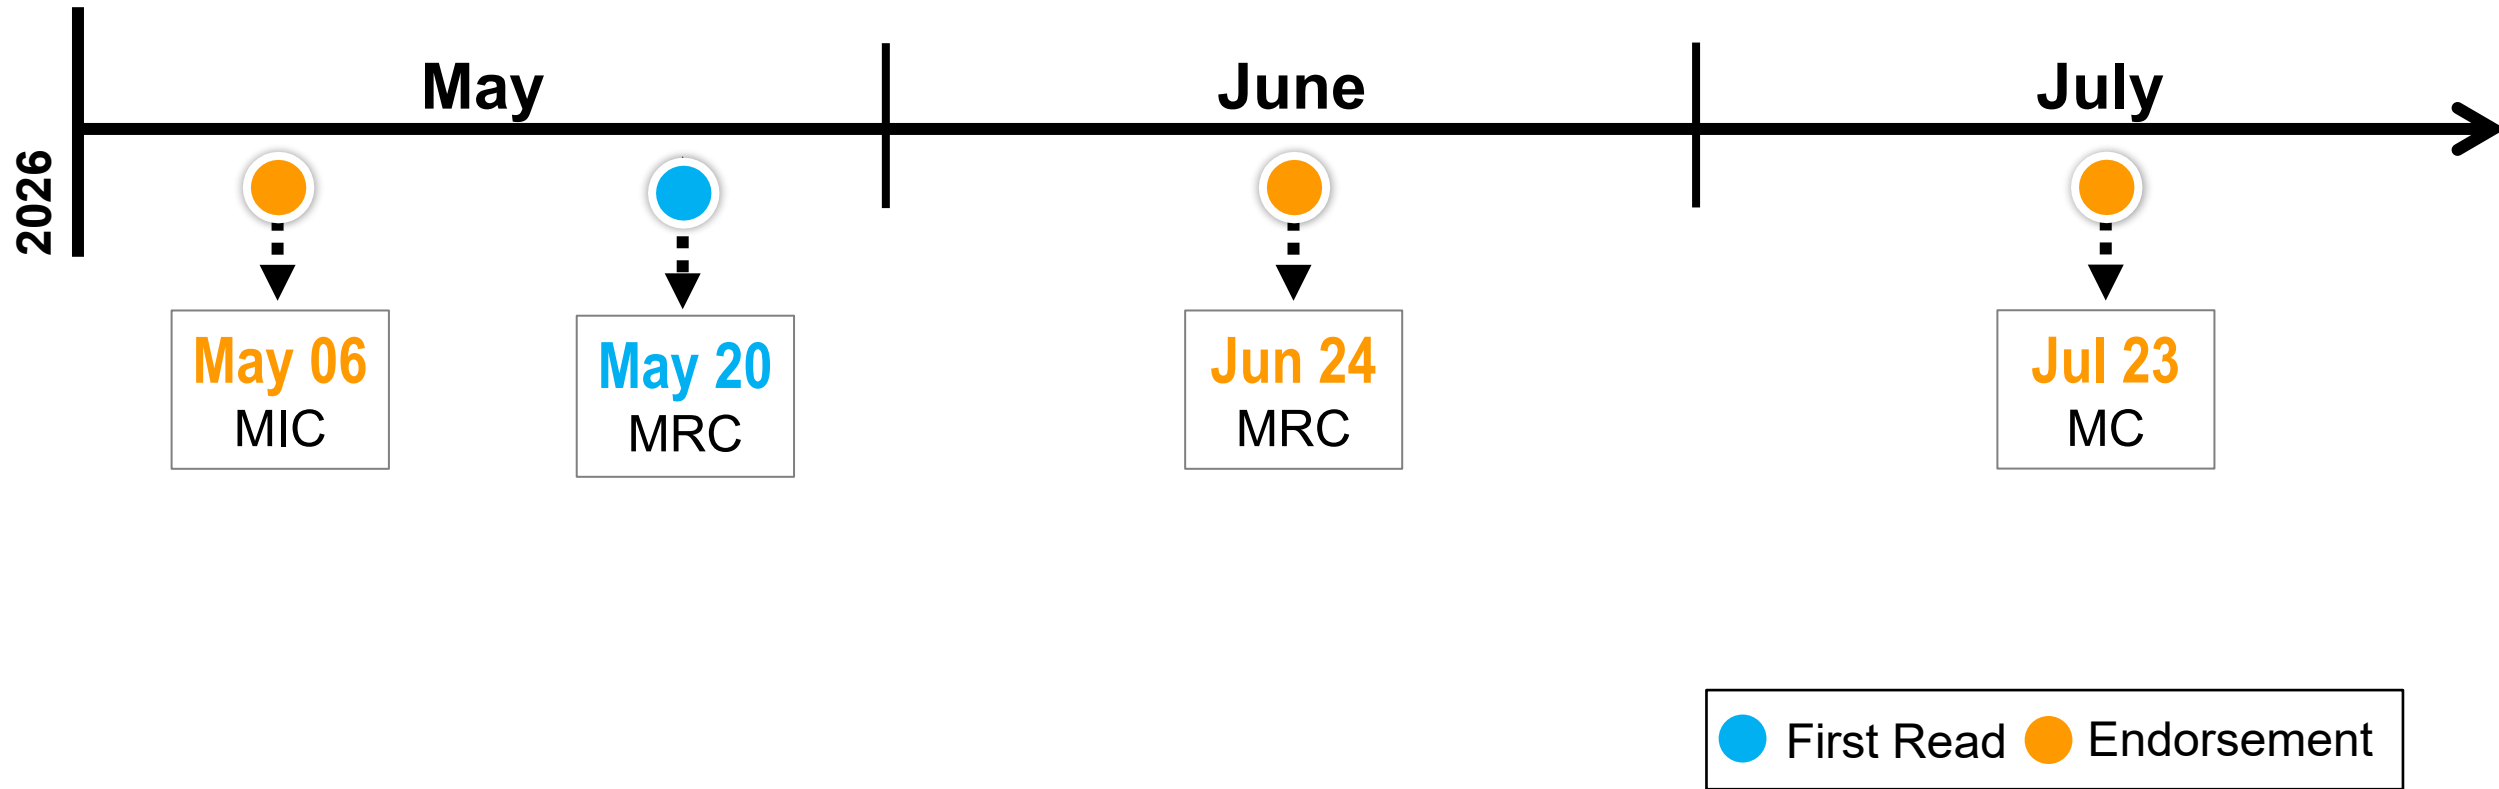 May
June
July
2026
May 06
MIC
May 20
MRC
Jun 24
MRC
Jul 23
MC
First Read
Endorsement